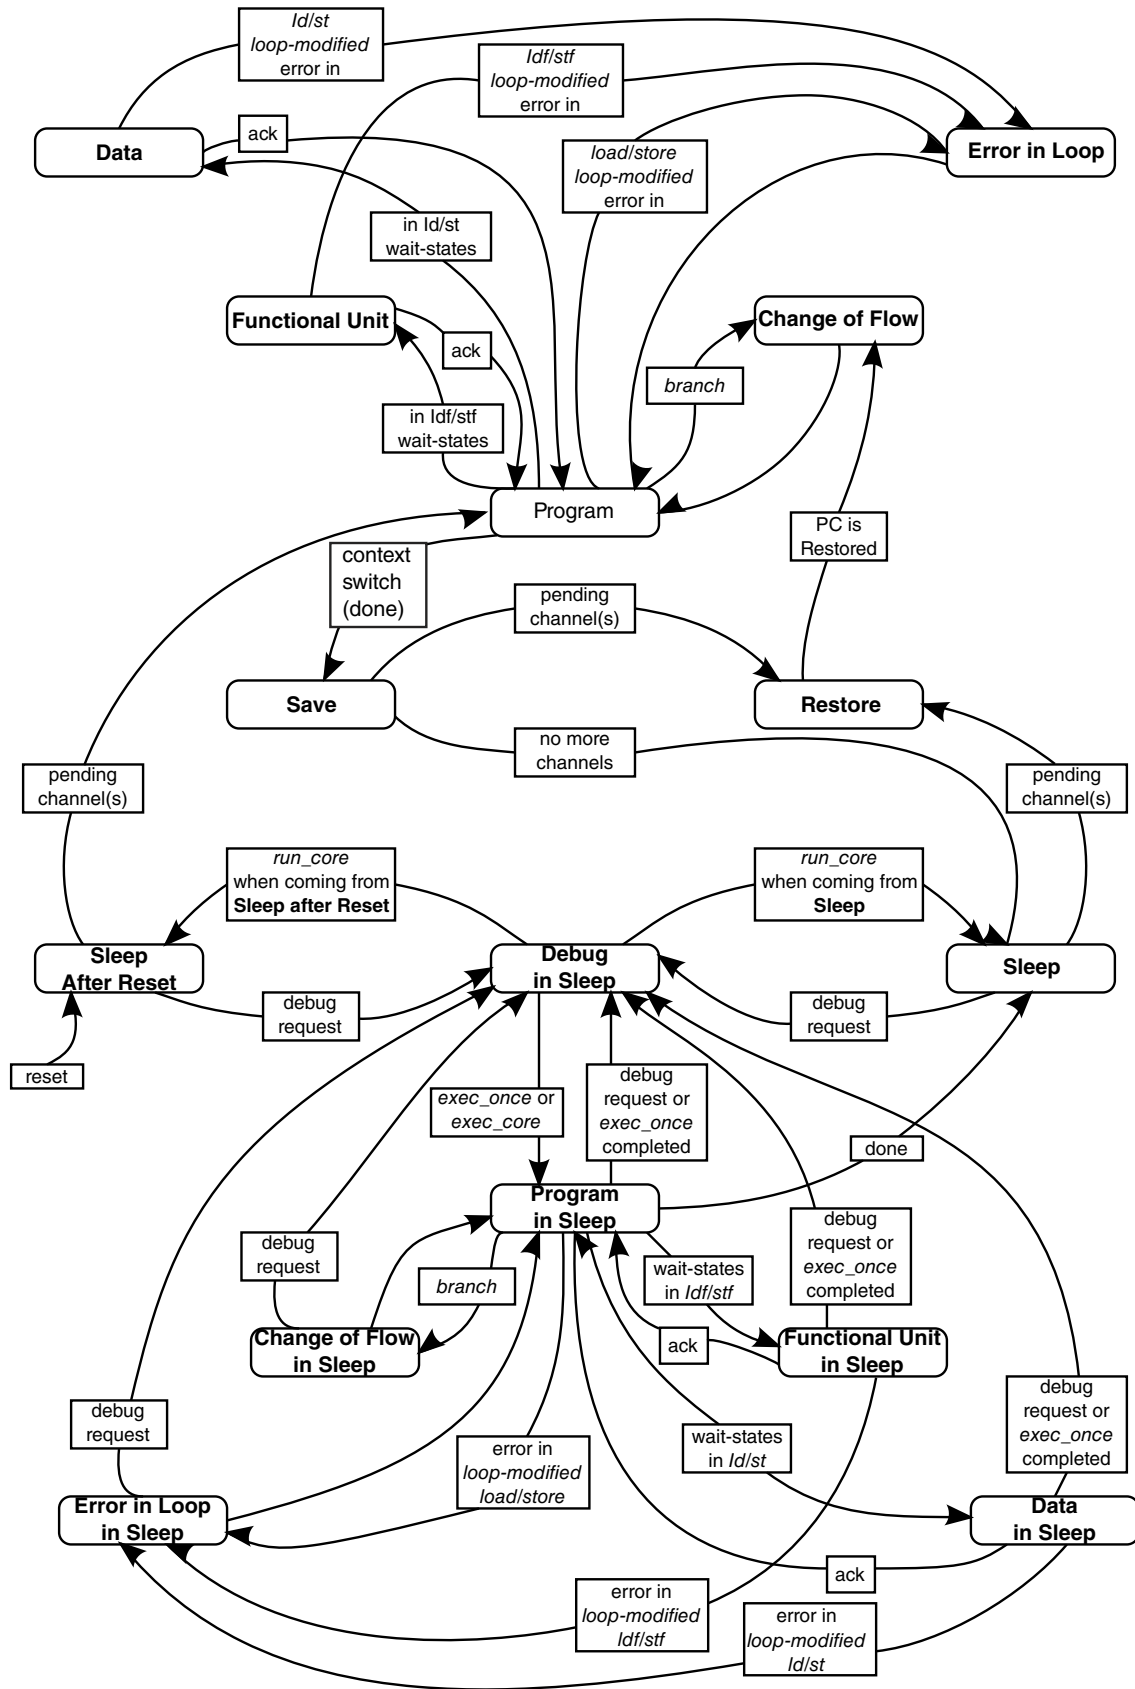 ld/st
loop-modified
error in
ldf/stf
loop-modified
error in
ack
Data
Error in Loop
load/store
loop-modified
error in
in ld/st
wait-states
Functional Unit
Change of Flow
ack
branch
in ldf/stf
wait-states
Program
PC is
Restored
context
switch
(done)
pending
channel(s)
Save
Restore
no more
channels
pending
channel(s)
pending
channel(s)
run_core
when coming from
Sleep after Reset
run_core
when coming from
Sleep
Sleep
After Reset
Debug
in Sleep
Sleep
debug
request
debug
request
reset
exec_once or
exec_core
debug
request or
exec_once
completed
done
Program
in Sleep
debug
request
branch
wait-states
in ldf/stf
debug
request or
exec_once
completed
Change of Flow
in Sleep
ack
Functional Unit
in Sleep
debug
request
error in
loop-modified
load/store
wait-states
in ld/st
debug
request or
exec_once
completed
Error in Loop
in Sleep
Data
in Sleep
ack
error in
loop-modified
ldf/stf
error in
loop-modified
ld/st